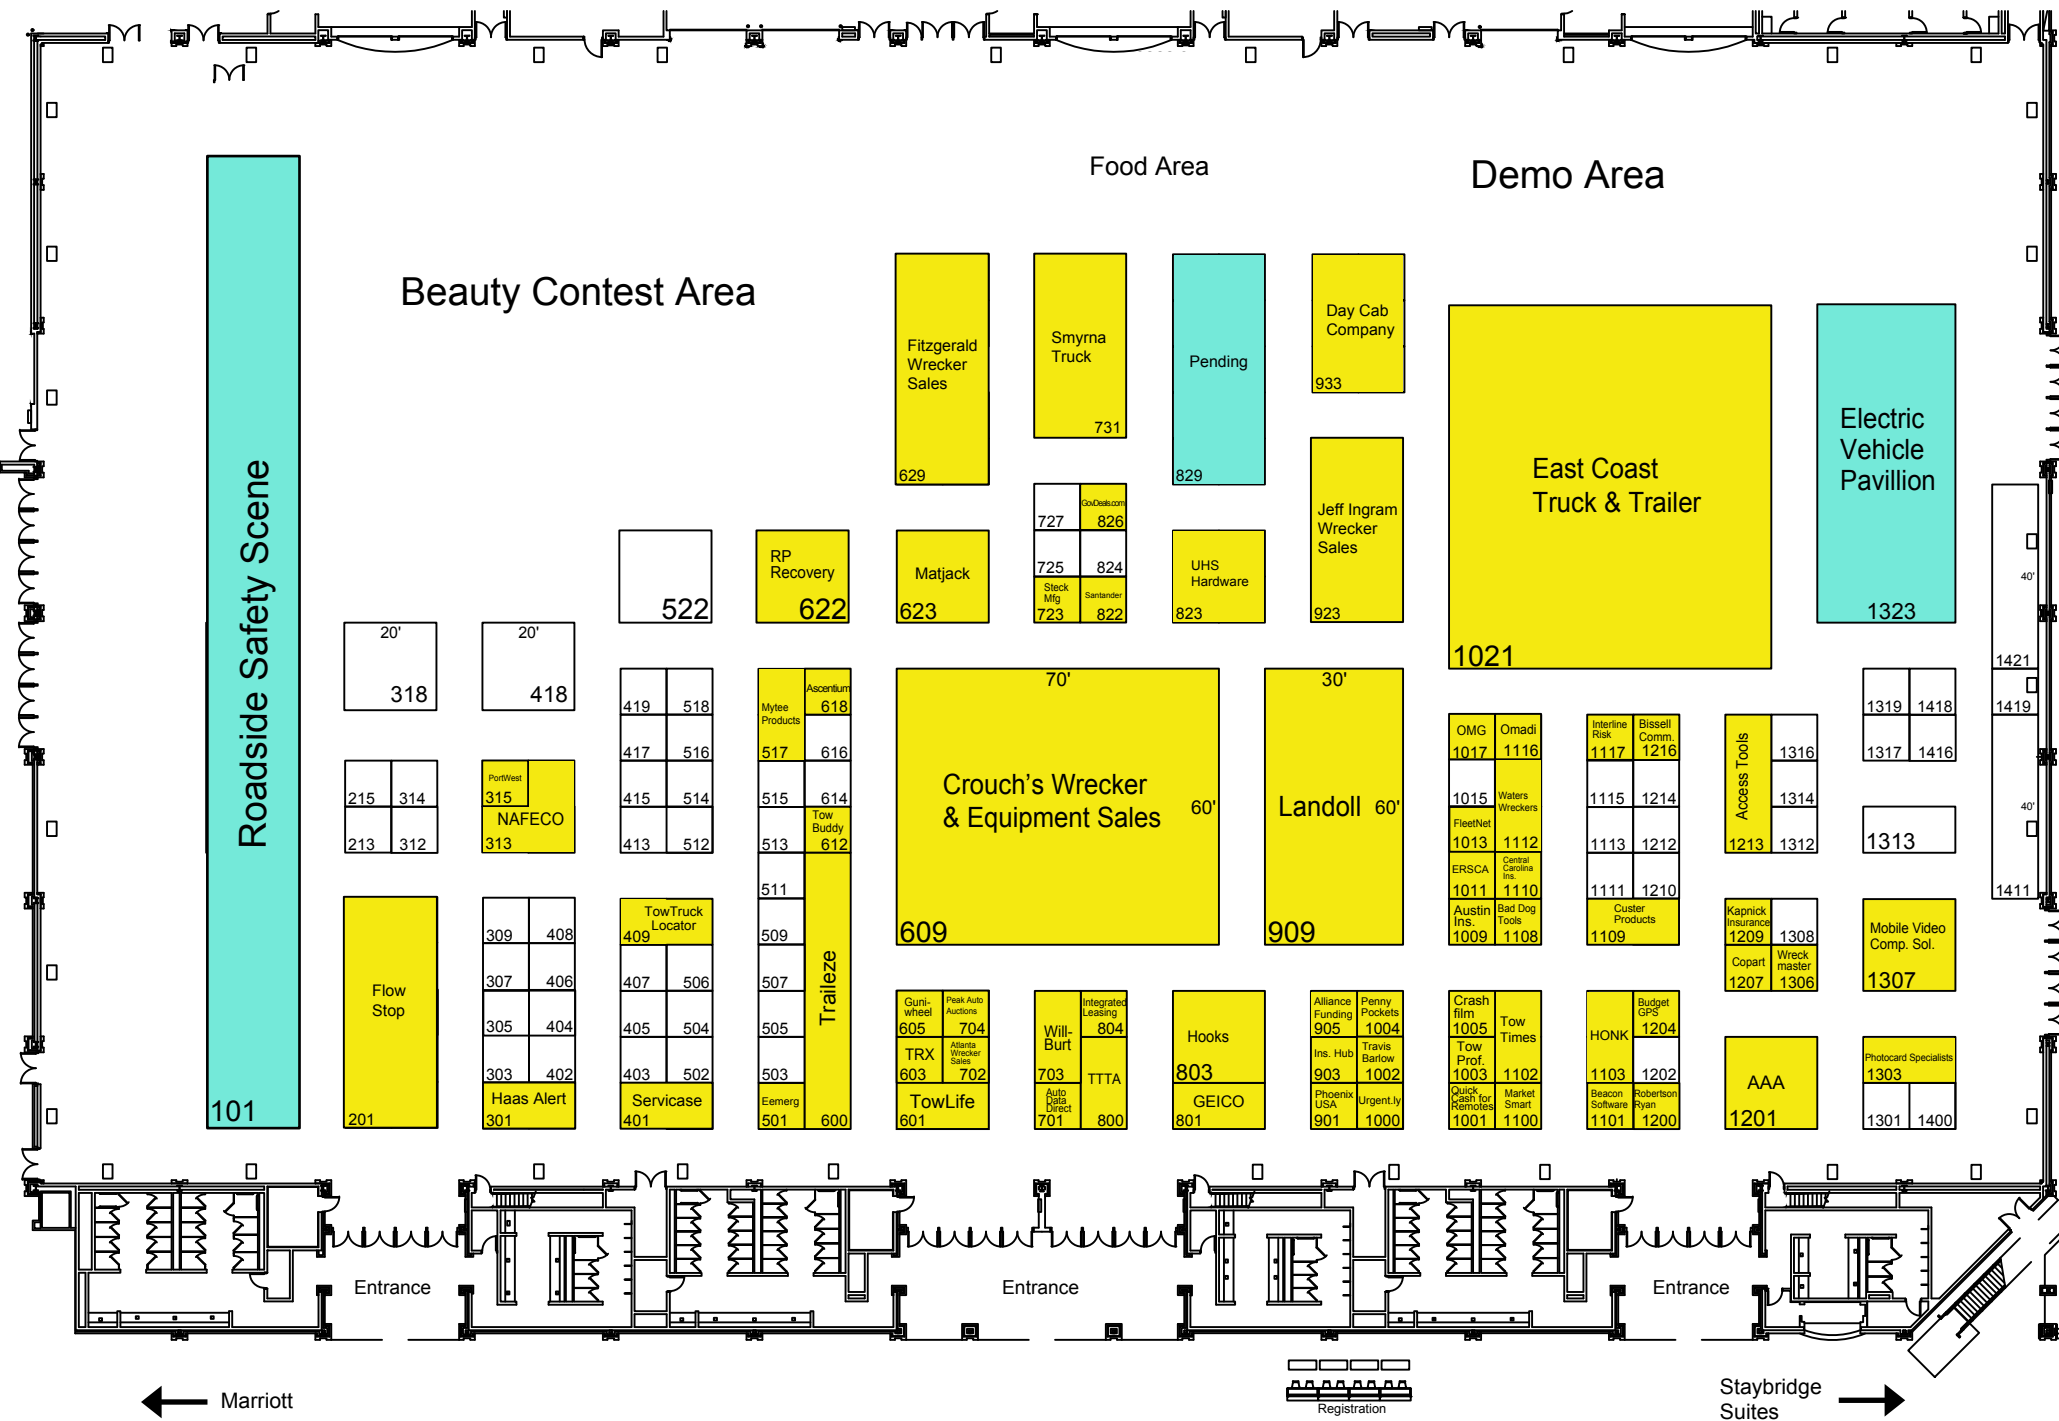 Food Area
Demo Area
Beauty Contest Area
Roadside Safety Scene
101
Fitzgerald
Wrecker
Sales
629
Smyrna
Truck
731
Pending
829
Day Cab
Company
933
East Coast
Truck & Trailer
1021
Electric
Vehicle
Pavillion
1323
Jeff Ingram
Wrecker
Sales
923
727
GovDeals.com
826
725
824
Steck
Mfg
723
Santander
822
UHS
Hardware
823
522
RP
Recovery
622
Matjack
623
20'
318
20'
418
40'
1421
1419
40'
1411
419
518
417
516
415
514
413
512
Mytee
Products
517
Ascentium
618
616
515
614
513
Tow
Buddy
612
511
509
507
505
503
Eemerg
501
Traileze
600
70'
Crouch's Wrecker
& Equipment Sales
60'
609
30'
Landoll
60'
909
OMG
1017
Omadi
1116
1015
Waters
Wreckers
FleetNet
1013
1112
ERSCA
1011
Central
Carolina
Ins.
1110
Austin
Ins.
1009
Bad Dog
Tools
1108
Interline
Risk
1117
Bissell
Comm.
1216
1115
1214
1113
1212
1111
1210
Custer
Products
1109
Access Tools
1213
1316
1314
1312
1319
1418
1317
1416
1313
215
314
213
312
PortWest
315
NAFECO
313
Flow
Stop
201
309
408
307
406
305
404
303
402
Haas Alert
301
TowTruck
Locator
409
407
506
405
504
403
502
Servicase
401
Guni-
wheel
605
Peak Auto
Auctions
704
TRX
603
Atlanta
Wrecker
Sales
702
TowLife
601
Will-
Burt
703
Integrated
Leasing
804
TTTA
800
Auto
Data
Direct
701
Hooks
803
GEICO
801
Alliance
Funding
905
Penny
Pockets
1004
Ins. Hub
903
Travis
Barlow
1002
Phoenix
USA
901
Urgent.ly
1000
Crash
film
1005
Tow
Times
1102
Tow
Prof.
1003
Quick
Cash for
Remotes
1001
Market
Smart
1100
HONK
1103
Budget
GPS
1204
1202
Beacon
Software
1101
Robertson
Ryan
1200
Kapnick
Insurance
1209
1308
Copart
1207
Wreck
master
1306
Mobile Video
Comp. Sol.
1307
AAA
1201
Photocard Specialists
1303
1301
1400
Entrance
Entrance
Entrance
Marriott
Registration
Staybridge
Suites